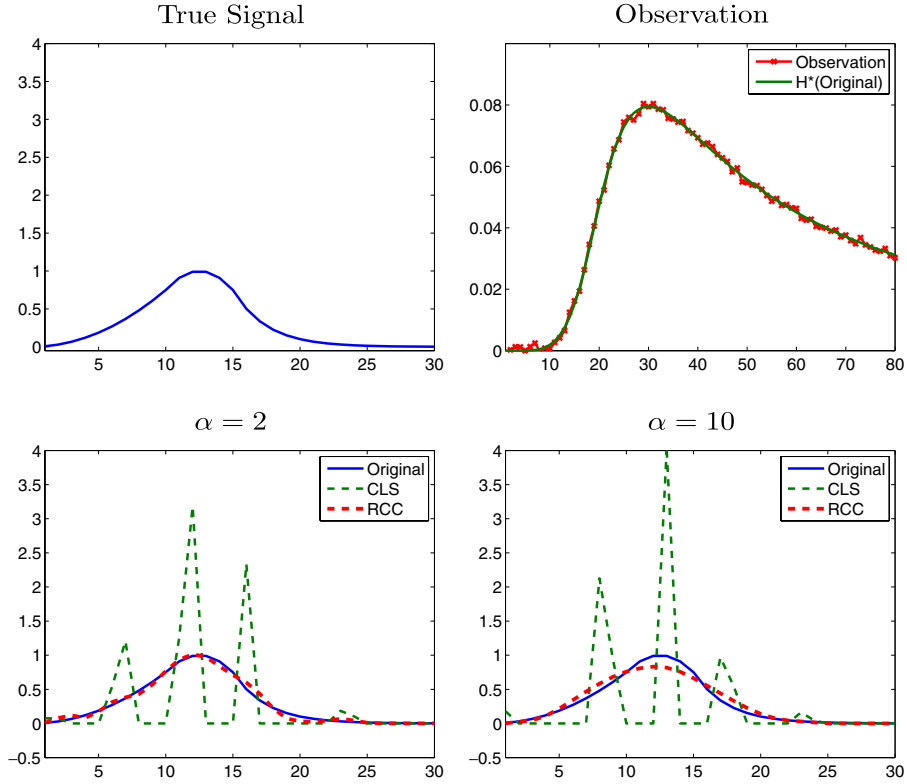 True Signal
Observation
4
3.5
3
2.5
2
1.5
1
0.5
0
5 10 15 20 25 30
Observation
H*(Original)
0.08
0.06
0.04
0.02
0
10 20 30 40 50 60 70 80
α = 2
α = 10
Original
CLS
RCC
4
3.5
3
2.5
2
1.5
1
0.5
0
−0.5
5 10 15 20 25 30
Original
CLS
RCC
4
3.5
3
2.5
2
1.5
1
0.5
0
−0.5
5 10 15 20 25 30